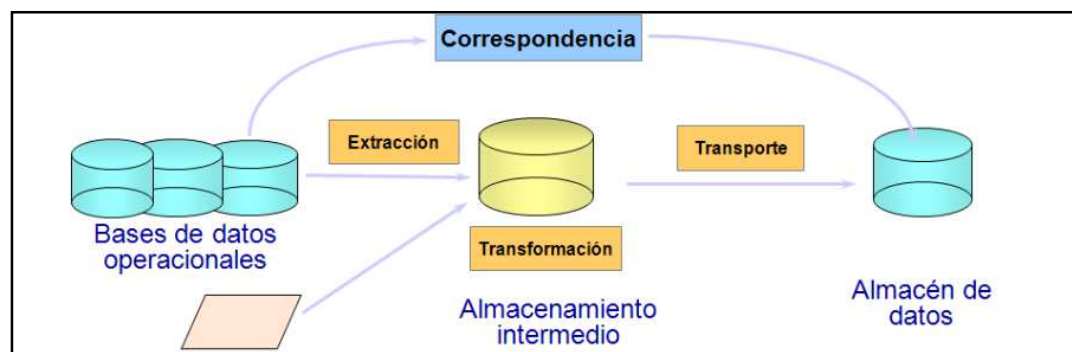 Correspondencia
Extracción
Transporte
Bases de datos
operacionales
Transformación
Almacenamiento
intermedio
Almacén de
datos